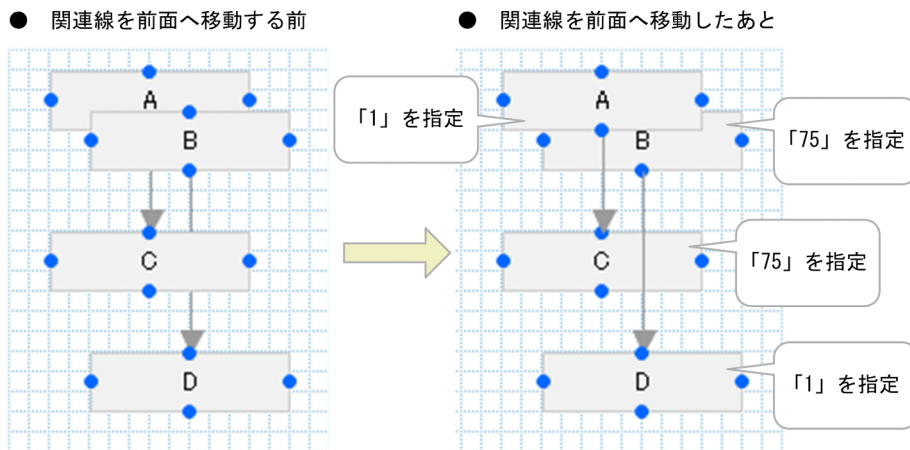 ● 関連線を前面へ移動する前
● 関連線を前面へ移動したあと
A
B
C
D
「1」を指定
A
B
「75」を指定
C
「75」を指定
D
「1」を指定